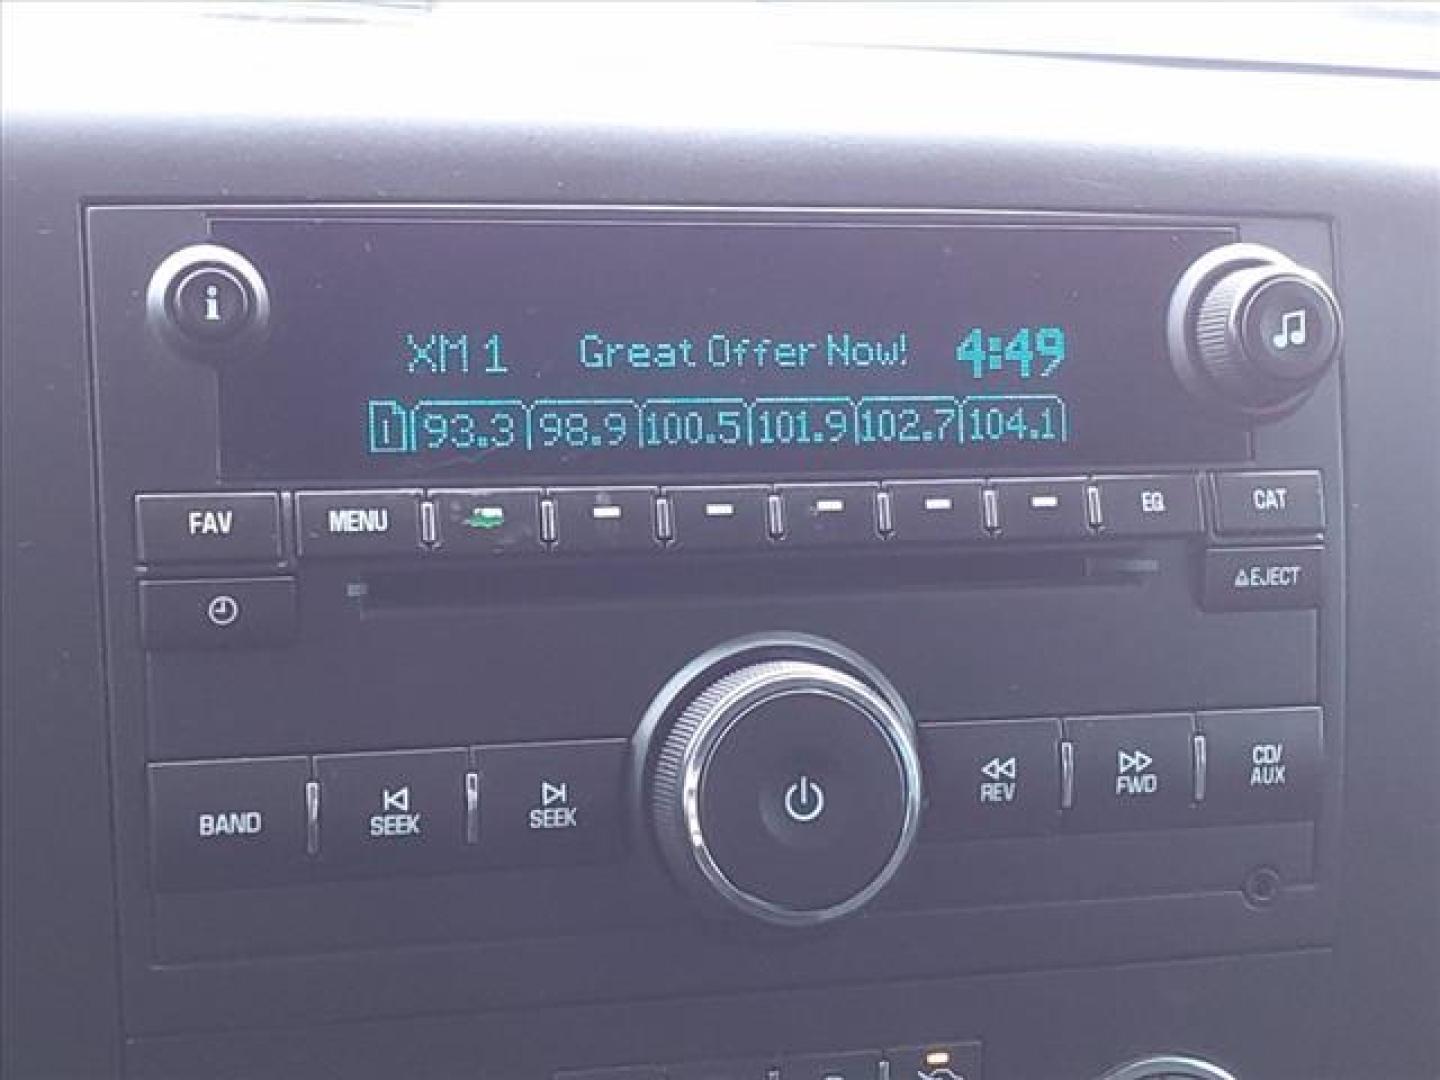 i
XM 1 Great Offer Now! 4:49
1 93.3 98.9 100.5 101.9 102.7 104.1
FAV MENU EQ CAT
EJECT
BAND SEEK SEEK REV FWD CD/
AUX